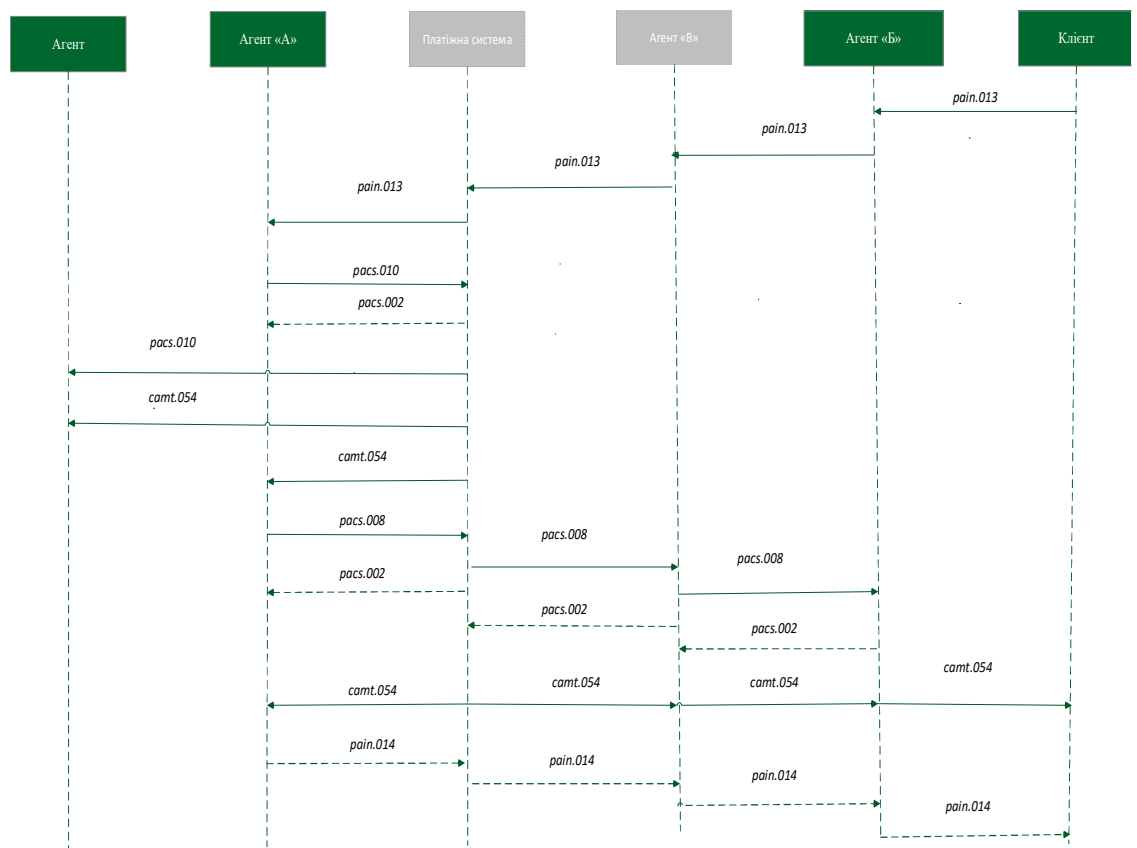 Агент
Агент «А»
Платіжна система
Агент «В»
Агент «Б»
Клієнт
pain.013
pain.013
pain.013
pain.013
pacs.010
pacs.002
pacs.010
camt.054
camt.054
pacs.008
pacs.008
pacs.008
pacs.002
pacs.002
pacs.002
camt.054
camt.054
camt.054
camt.054
pain.014
pain.014
pain.014
pain.014